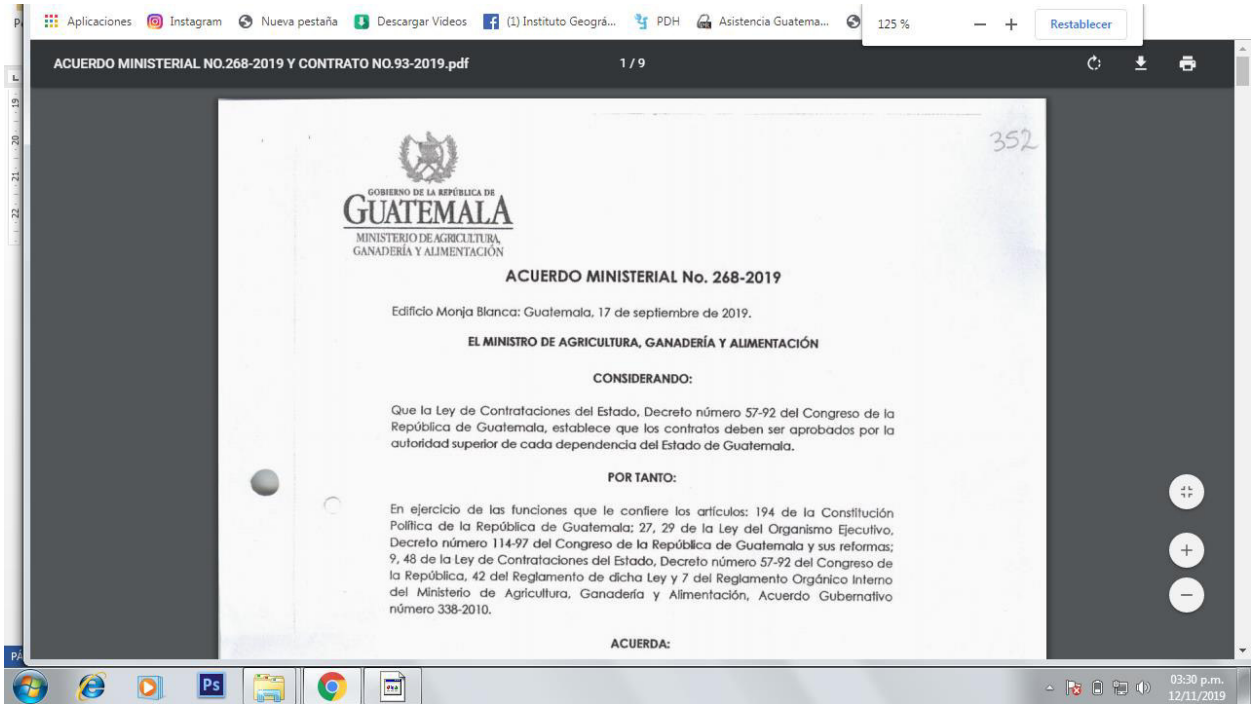 Aplicaciones Instagram Nueva pestaña Descargar Videos (1) Instituto Geográ... PDH Asistencia Guatema... 125 % − + Restablecer
ACUERDO MINISTERIAL NO.268-2019 Y CONTRATO NO.93-2019.pdf 1 / 9
352
GOBIERNO DE LA REPÚBLICA DE
GUATEMALA
MINISTERIO DE AGRICULTURA,
GANADERÍA Y ALIMENTACIÓN
ACUERDO MINISTERIAL No. 268-2019
Edificio Monja Blanca: Guatemala, 17 de septiembre de 2019.
EL MINISTRO DE AGRICULTURA, GANADERÍA Y ALIMENTACIÓN
CONSIDERANDO:
Que la Ley de Contrataciones del Estado, Decreto número 57-92 del Congreso de la
República de Guatemala, establece que los contratos deben ser aprobados por la
autoridad superior de cada dependencia del Estado de Guatemala.
POR TANTO:
En ejercicio de las funciones que le confiere los artículos: 194 de la Constitución
Política de la República de Guatemala; 27, 29 de la Ley del Organismo Ejecutivo,
Decreto número 114-97 del Congreso de la República de Guatemala y sus reformas;
9, 48 de la Ley de Contrataciones del Estado, Decreto número 57-92 del Congreso de
la República, 42 del Reglamento de dicha Ley y 7 del Reglamento Orgánico Interno
del Ministerio de Agricultura, Ganadería y Alimentación, Acuerdo Gubernativo
número 338-2010.
ACUERDA:
19 20 21 22
Ps
03:30 p.m.
12/11/2019